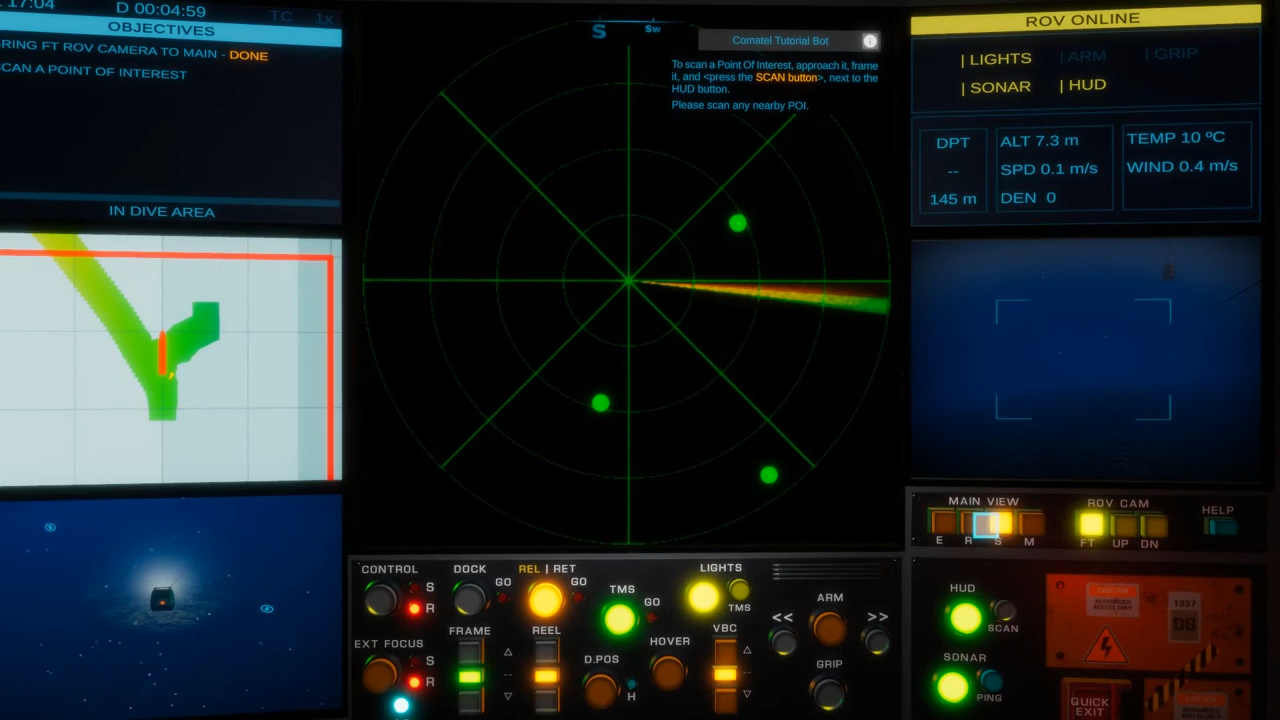 17:04
D 00:04:59
TC 1x
OBJECTIVES
RING FT ROV CAMERA TO MAIN - DONE
CAN A POINT OF INTEREST
IN DIVE AREA
S
SW
Comatel Tutorial Bot
To scan a Point Of Interest, approach it, frame
it, and <press the SCAN button>, next to the
HUD button.
Please scan any nearby POI.
ROV ONLINE
| LIGHTS | ARM | GRIP
| SONAR | HUD
DPT
--
145 m
ALT 7.3 m
SPD 0.1 m/s
DEN 0
TEMP 10 ºC
WIND 0.4 m/s
MAIN VIEW
E R S M
ROV CAM
FT UP DN
HELP
CONTROL
S
R
DOCK
GO
REL | RET
GO
TMS
GO
LIGHTS
TMS
EXT FOCUS
S
R
FRAME
--
REEL
D.POS
H
HOVER
VBC
--
<< ARM >>
GRIP
HUD
SCAN
SONAR
PING
CAUTION
AUTHORIZED
ACCESS ONLY
1337
DG
QUICK
EXIT